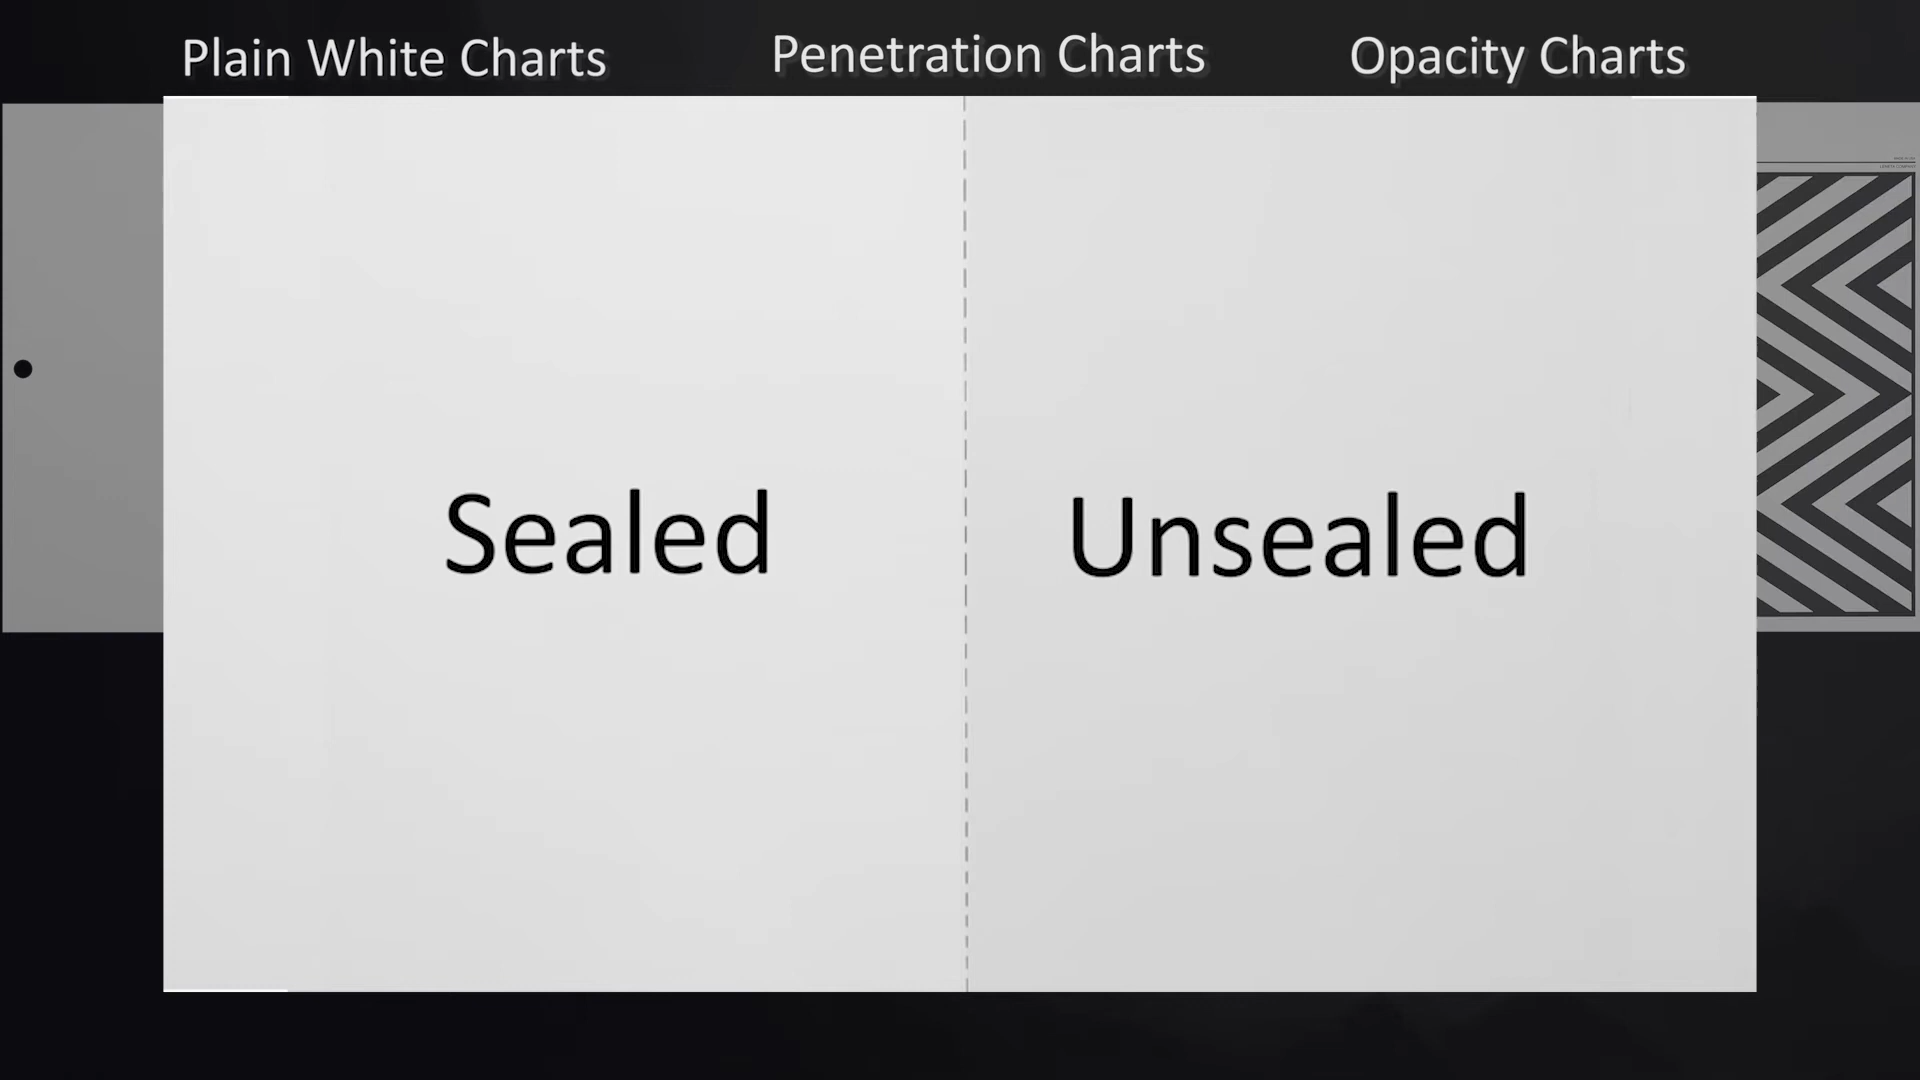 Plain White Charts
Penetration Charts
Opacity Charts
Sealed
Unsealed